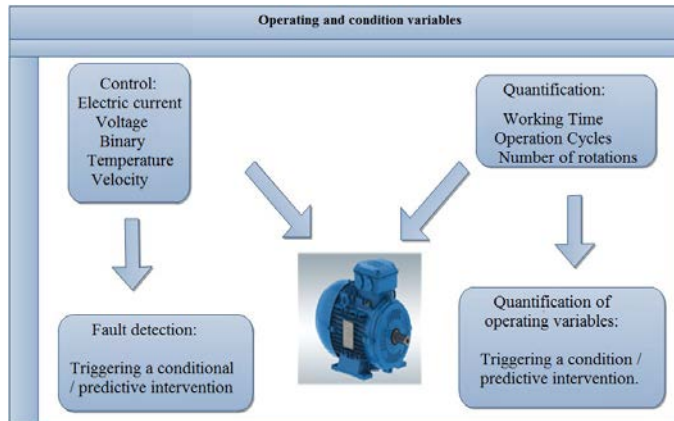 Operating and condition variables
Control:
Electric current
Voltage
Binary
Temperature
Velocity
Quantification:
Working Time
Operation Cycles
Number of rotations
Fault detection:
Triggering a conditional
/ predictive intervention
Quantification of
operating variables:
Triggering a condition /
predictive intervention.